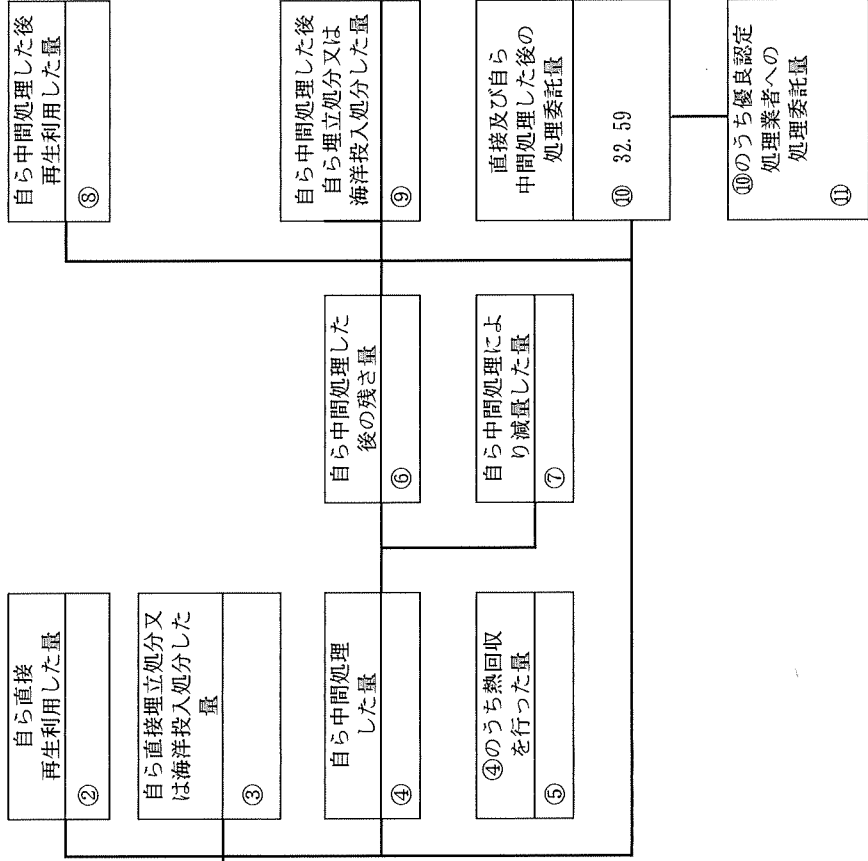 自ら直接
再生利用した量
②
自ら直接埋立処分又
は海洋投入処分した
量
③
自ら中間処理
した量
④
④のうち熱回収
を行った量
⑤
自ら中間処理した
後の残さ量
⑥
自ら中間処理によ
り減量した量
⑦
自ら中間処理した後
再生利用した量
⑧
自ら中間処理した後
自ら埋立処分又は
海洋投入処分した量
⑨
直接及び自ら
中間処理した後の
処理委託量
⑩ 32.59
⑩のうち優良認定
処理業者への
処理委託量
⑪